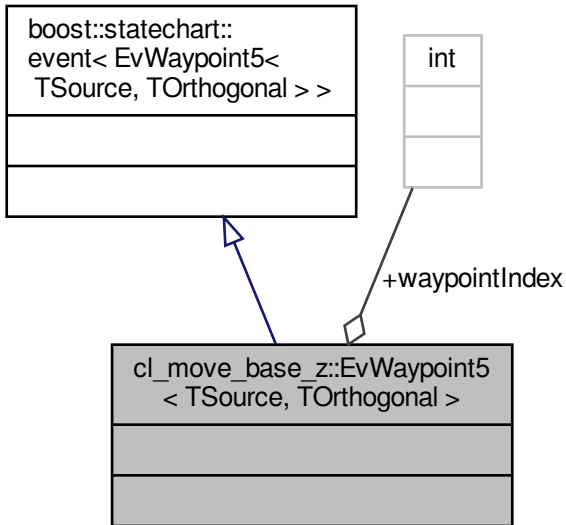 boost::statechart::
event< EvWaypoint5<
TSource, TOrthogonal > >
int
+waypointIndex
cl_move_base_z::EvWaypoint5
< TSource, TOrthogonal >